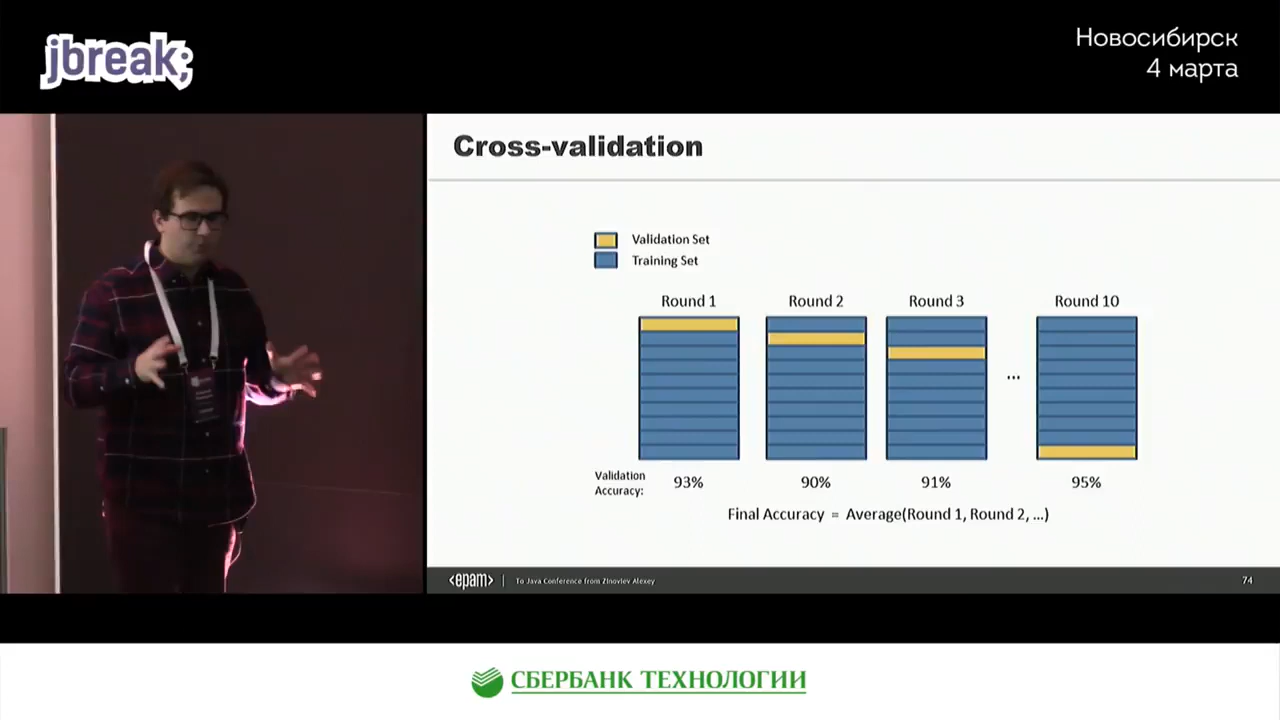 jbreak;
Новосибирск
4 марта
Cross-validation
Validation Set
Training Set
Round 1
Round 2
Round 3
Round 10
...
Validation
Accuracy:
93%
90%
91%
95%
Final Accuracy = Average(Round 1, Round 2, ...)
<epam>
To Java Conference from Zinoviev Alexey
74
СБЕРБАНК ТЕХНОЛОГИИ